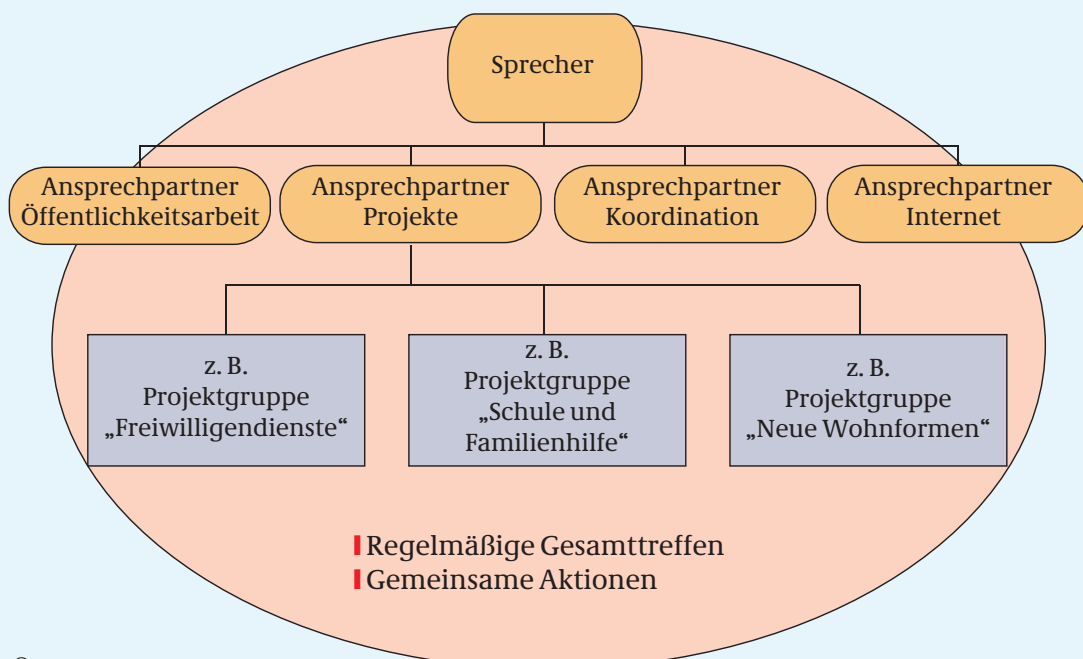 Sprecher
Ansprechpartner
Öffentlichkeitsarbeit
Ansprechpartner
Projekte
Ansprechpartner
Koordination
Ansprechpartner
Internet
z. B.
Projektgruppe
„Freiwilligendienste“
z. B.
Projektgruppe
„Schule und
Familienhilfe“
z. B.
Projektgruppe
„Neue Wohnformen“
Regelmäßige Gesamttreffen
Gemeinsame Aktionen